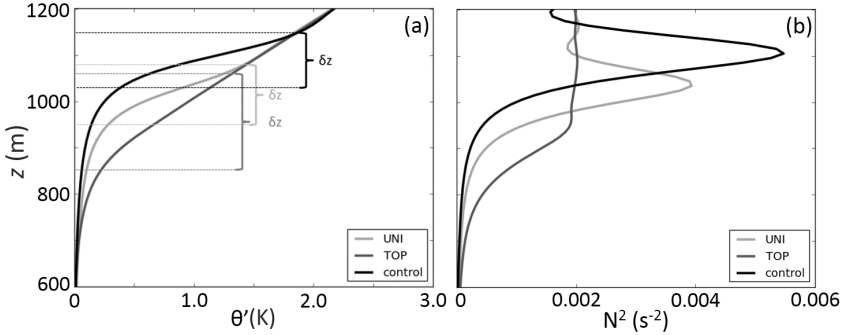 1200
(a)
(b)
δz
δz
δz
z (m)
1000
800
600
UNI
TOP
control
UNI
TOP
control
0
1.0
2.0
3.0
0
0.002
0.004
0.006
θ’(K)
N² (s⁻²)